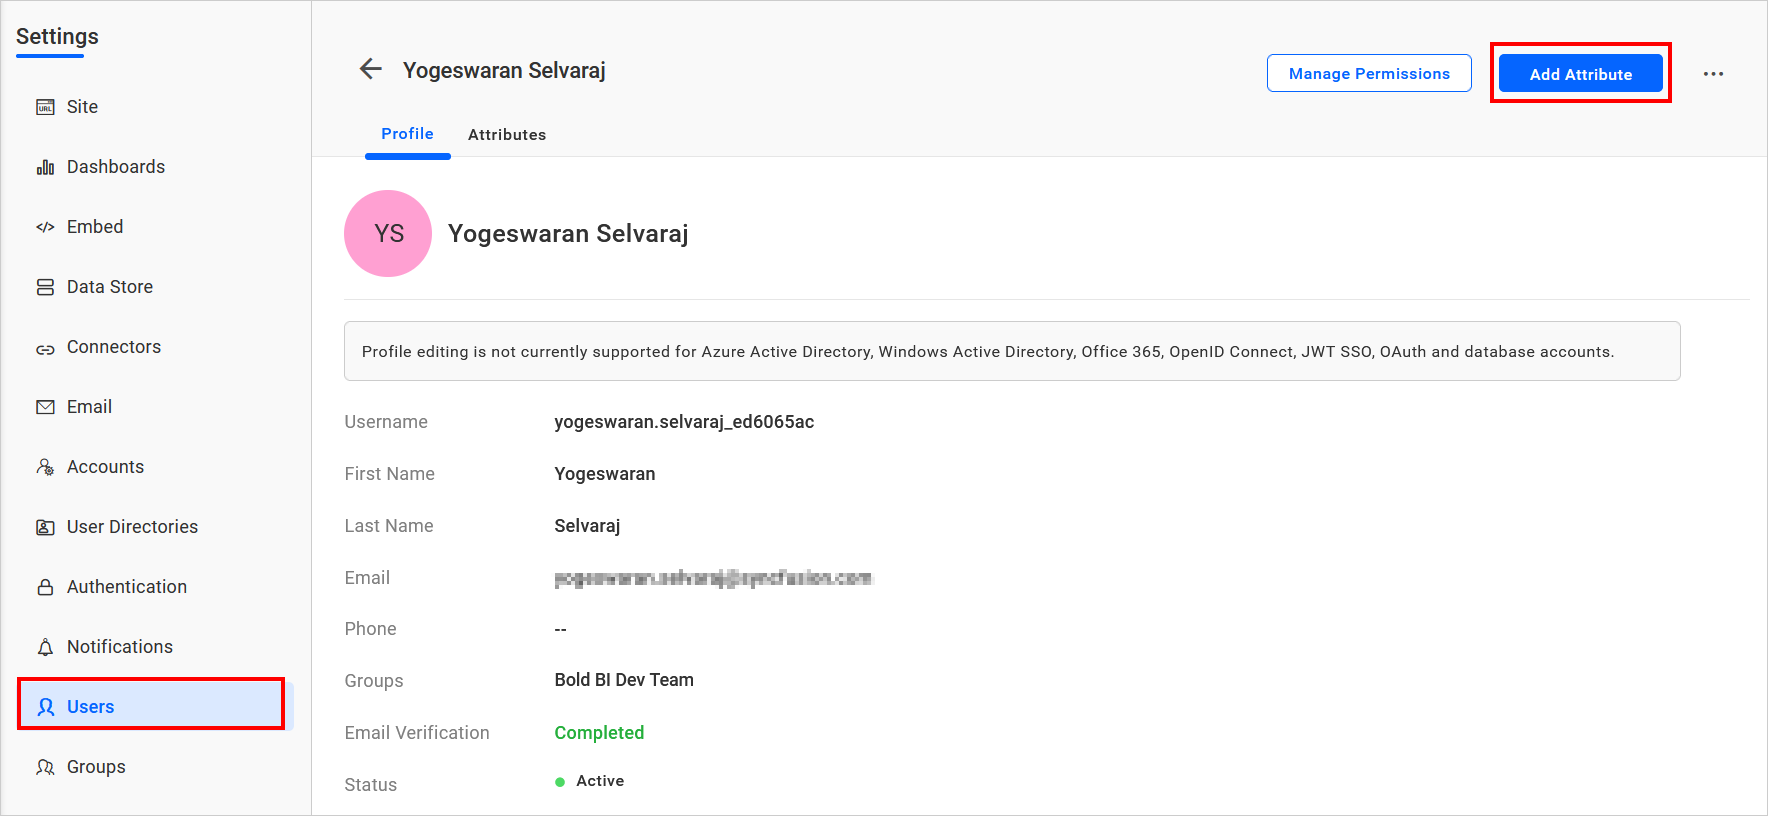 Settings
Site
Dashboards
Embed
Data Store
Connectors
Email
Accounts
User Directories
Authentication
Notifications
Users
Groups
Yogeswaran Selvaraj
Manage Permissions
Add Attribute
Profile
Attributes
YS
Yogeswaran Selvaraj
Profile editing is not currently supported for Azure Active Directory, Windows Active Directory, Office 365, OpenID Connect, JWT SSO, OAuth and database accounts.
Username yogeswaran.selvaraj_ed6065ac
First Name Yogeswaran
Last Name Selvaraj
Email
Phone --
Groups Bold BI Dev Team
Email Verification Completed
Status Active